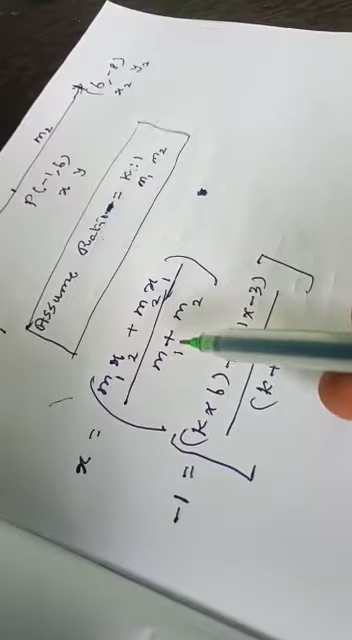 m₂
(6, -8)
x₂ y₂
P(-1, 6)
x y
Assume Ratio = k:1
m₁ m₂
x = (m₁x₂ + m₂x₁ / m₁ + m₂)
-1 = [(k×6) 1×-3) / (k+ ]